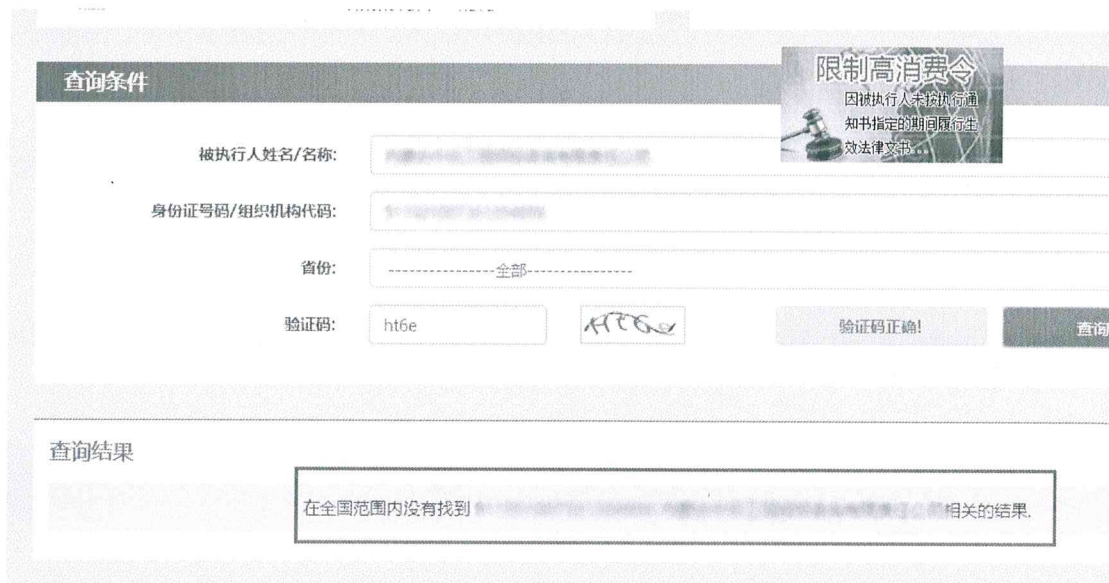 查询条件
限制高消费令
因被执行人未按执行通
知书指定的期间履行生
效法律文书...
被执行人姓名/名称:
身份证号码/组织机构代码:
省份:
----------------全部----------------
验证码:
ht6e
HT6e
验证码正确!
查询
查询结果
在全国范围内没有找到
相关的结果.